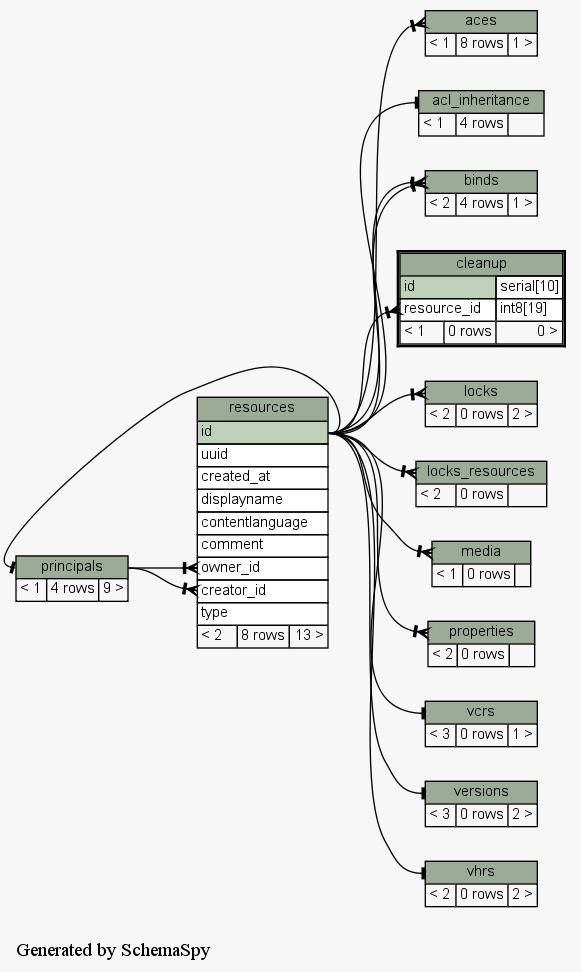 aces
< 1 8 rows 1 >
acl_inheritance
< 1 4 rows
binds
< 2 4 rows 1 >
cleanup
id serial[10]
resource_id int8[19]
< 1 0 rows 0 >
locks
< 2 0 rows 2 >
locks_resources
< 2 0 rows
media
< 1 0 rows
properties
< 2 0 rows
vcrs
< 3 0 rows 1 >
versions
< 3 0 rows 2 >
vhrs
< 2 0 rows 2 >
resources
id
uuid
created_at
displayname
contentlanguage
comment
owner_id
creator_id
type
< 2 8 rows 13 >
principals
< 1 4 rows 9 >
Generated by SchemaSpy